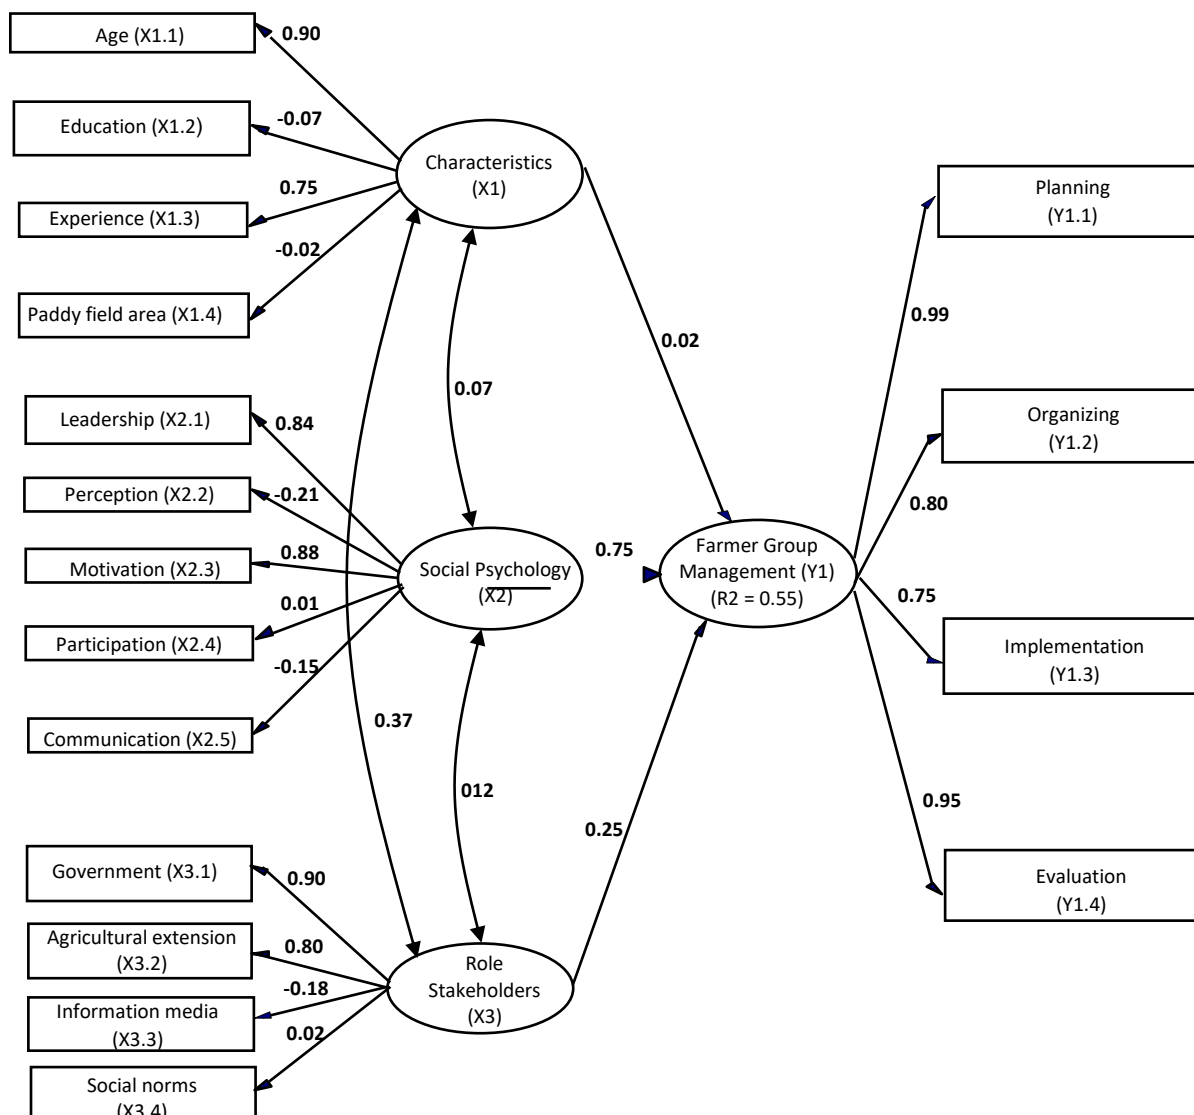 Age (X1.1)
0.90
Education (X1.2)
-0.07
Experience (X1.3)
0.75
Paddy field area (X1.4)
-0.02
Characteristics
(X1)
0.07
0.02
Leadership (X2.1)
0.84
Perception (X2.2)
-0.21
Motivation (X2.3)
0.88
Participation (X2.4)
0.01
Communication (X2.5)
-0.15
Social Psychology
(X2)
0.75
0.37
012
0.25
Government (X3.1)
0.90
Agricultural extension
(X3.2)
0.80
Information media
(X3.3)
-0.18
Social norms
(X3.4)
0.02
Role
Stakeholders
(X3)
Farmer Group
Management (Y1)
(R2 = 0.55)
Planning
(Y1.1)
0.99
Organizing
(Y1.2)
0.80
Implementation
(Y1.3)
0.75
Evaluation
(Y1.4)
0.95